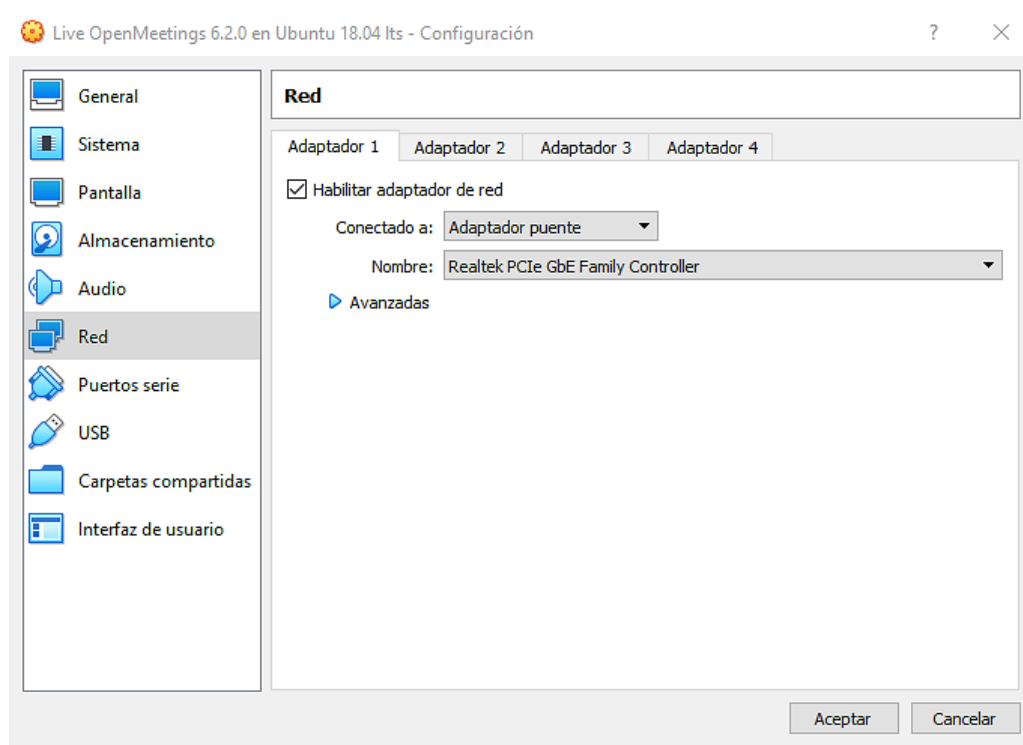 Live OpenMeetings 6.2.0 en Ubuntu 18.04 lts - Configuración
?
General
Sistema
Pantalla
Almacenamiento
Audio
Red
Puertos serie
USB
Carpetas compartidas
Interfaz de usuario
Red
Adaptador 1 Adaptador 2 Adaptador 3 Adaptador 4
Habilitar adaptador de red
Conectado a: Adaptador puente
Nombre: Realtek PCIe GbE Family Controller
Avanzadas
Aceptar Cancelar